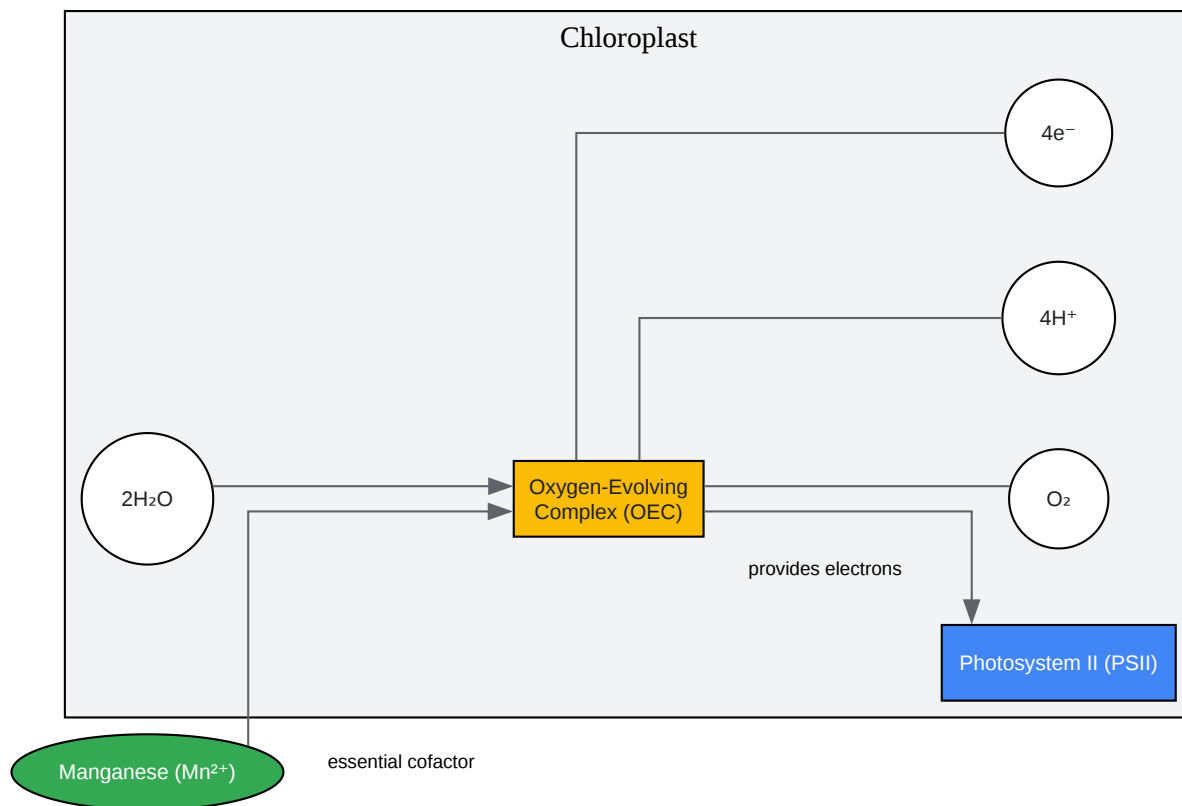 Chloroplast
4e⁻
4H⁺
2H₂O
Oxygen-Evolving
Complex (OEC)
O₂
provides electrons
Photosystem II (PSII)
Manganese (Mn²⁺)
essential cofactor